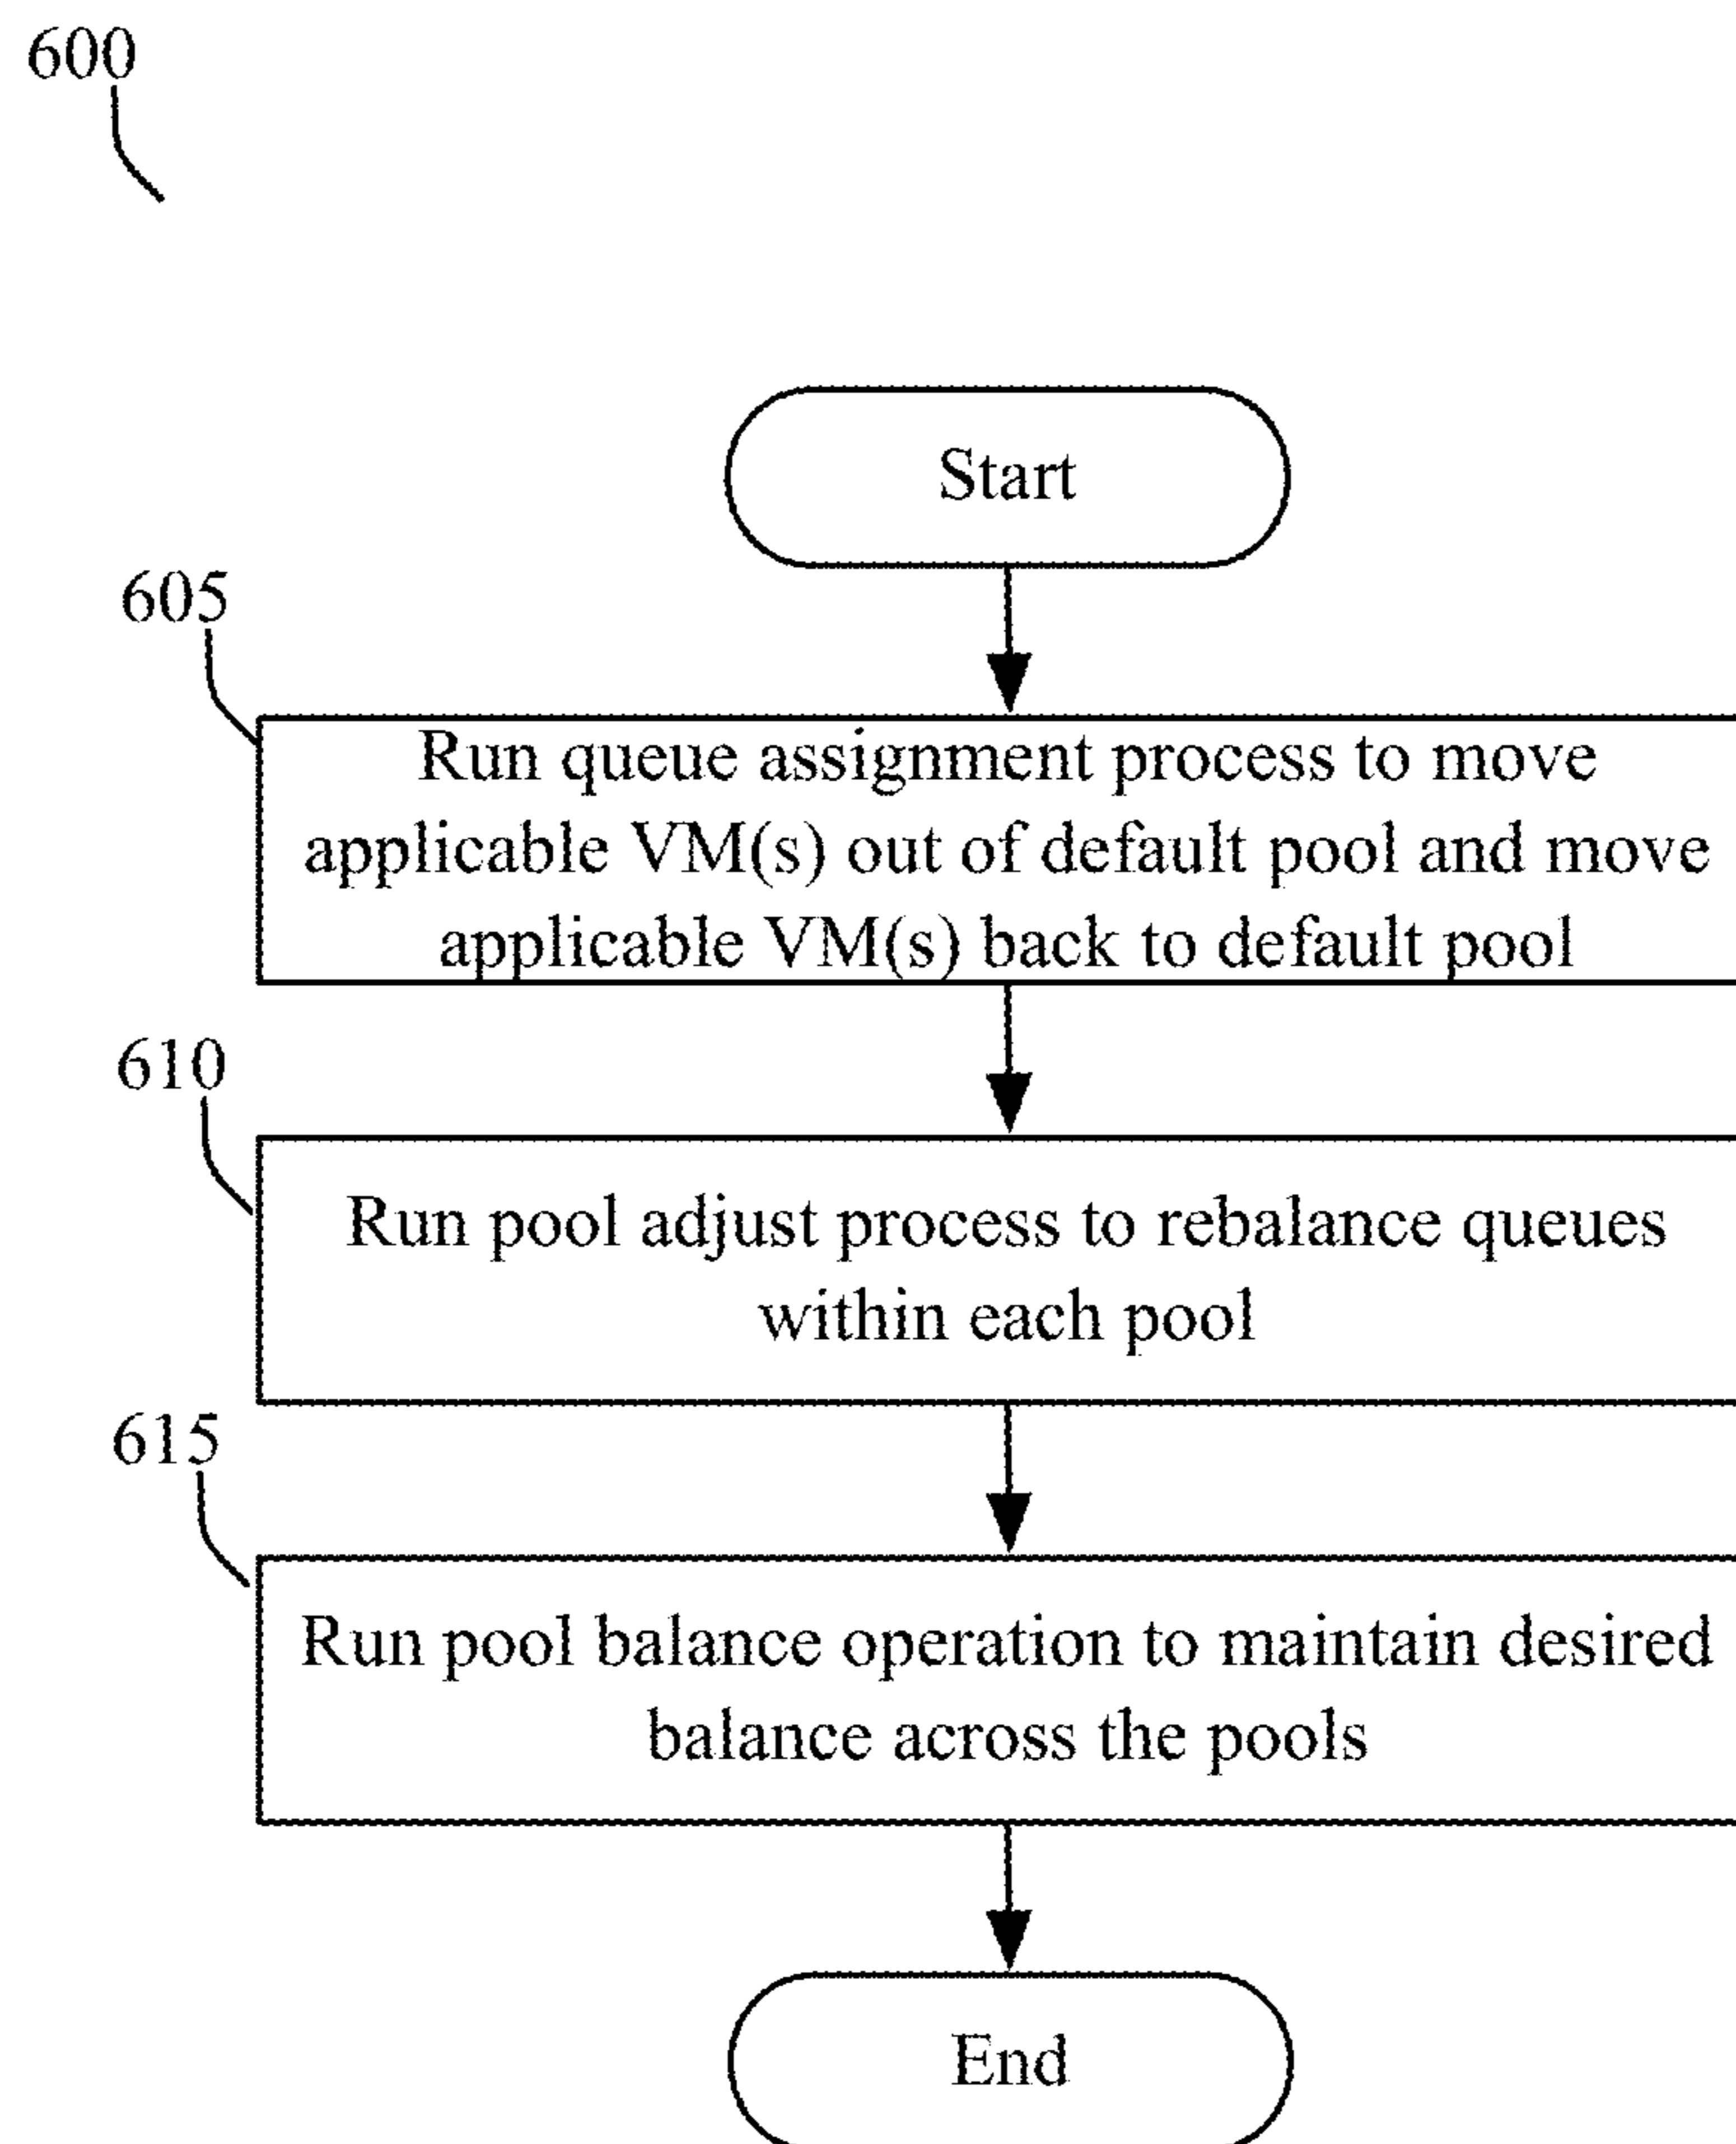 600
Start
605
Run queue assignment process to move
applicable VM(s) out of default pool and move
applicable VM(s) back to default pool
610
Run pool adjust process to rebalance queues
within each pool
615
Run pool balance operation to maintain desired
balance across the pools
End